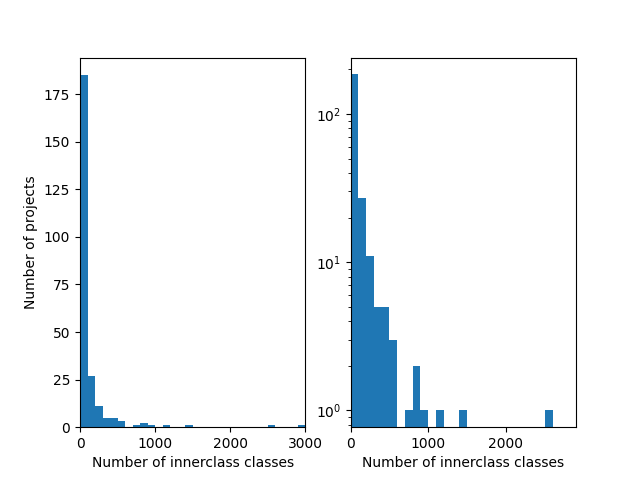 175
150
125
100
75
50
25
0
Number of projects
0 1000 2000 3000
Number of innerclass classes
10²
10¹
10⁰
0 1000 2000
Number of innerclass classes